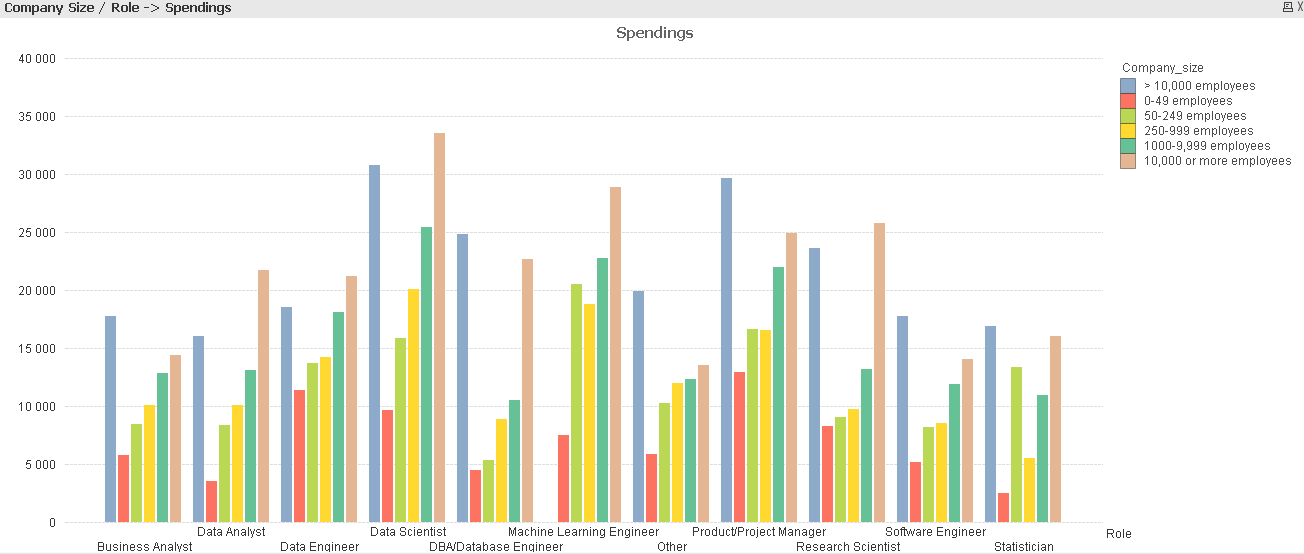 Company Size / Role -> Spendings
Spendings
40 000
35 000
30 000
25 000
20 000
15 000
10 000
5 000
0
Company_size
> 10,000 employees
0-49 employees
50-249 employees
250-999 employees
1000-9,999 employees
10,000 or more employees
Business Analyst
Data Analyst
Data Engineer
Data Scientist
DBA/Database Engineer
Machine Learning Engineer
Other
Product/Project Manager
Research Scientist
Software Engineer
Statistician
Role